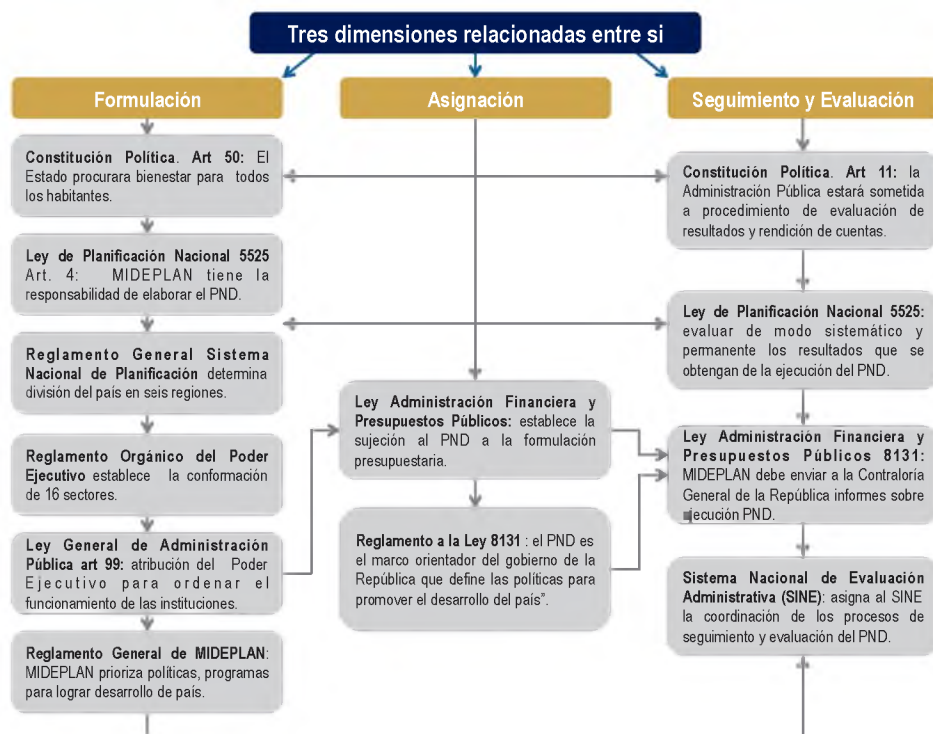 Tres dimensiones relacionadas entre si
Formulación
Constitución Política. Art 50: El
Estado procurara bienestar para todos
los habitantes.
Ley de Planificación Nacional 5525
Art. 4: MIDEPLAN tiene la
responsabilidad de elaborar el PND.
Reglamento General Sistema
Nacional de Planificación determina
división del país en seis regiones.
Reglamento Orgánico del Poder
Ejecutivo establece la conformación
de 16 sectores.
Ley General de Administración
Pública art 99: atribución del Poder
Ejecutivo para ordenar el
funcionamiento de las instituciones.
Reglamento General de MIDEPLAN:
MIDEPLAN prioriza políticas, programas
para lograr desarrollo de país.
Asignación
Ley Administración Financiera y
Presupuestos Públicos: establece la
sujeción al PND a la formulación
presupuestaria.
Reglamento a la Ley 8131 : el PND es
el marco orientador del gobierno de la
República que define las políticas para
promover el desarrollo del país”.
Seguimiento y Evaluación
Constitución Política. Art 11: la
Administración Pública estará sometida
a procedimiento de evaluación de
resultados y rendición de cuentas.
Ley de Planificación Nacional 5525:
evaluar de modo sistemático y
permanente los resultados que se
obtengan de la ejecución del PND.
Ley Administración Financiera y
Presupuestos Públicos 8131:
MIDEPLAN debe enviar a la Contraloría
General de la República informes sobre
ejecución PND.
Sistema Nacional de Evaluación
Administrativa (SINE): asigna al SINE
la coordinación de los procesos de
seguimiento y evaluación del PND.